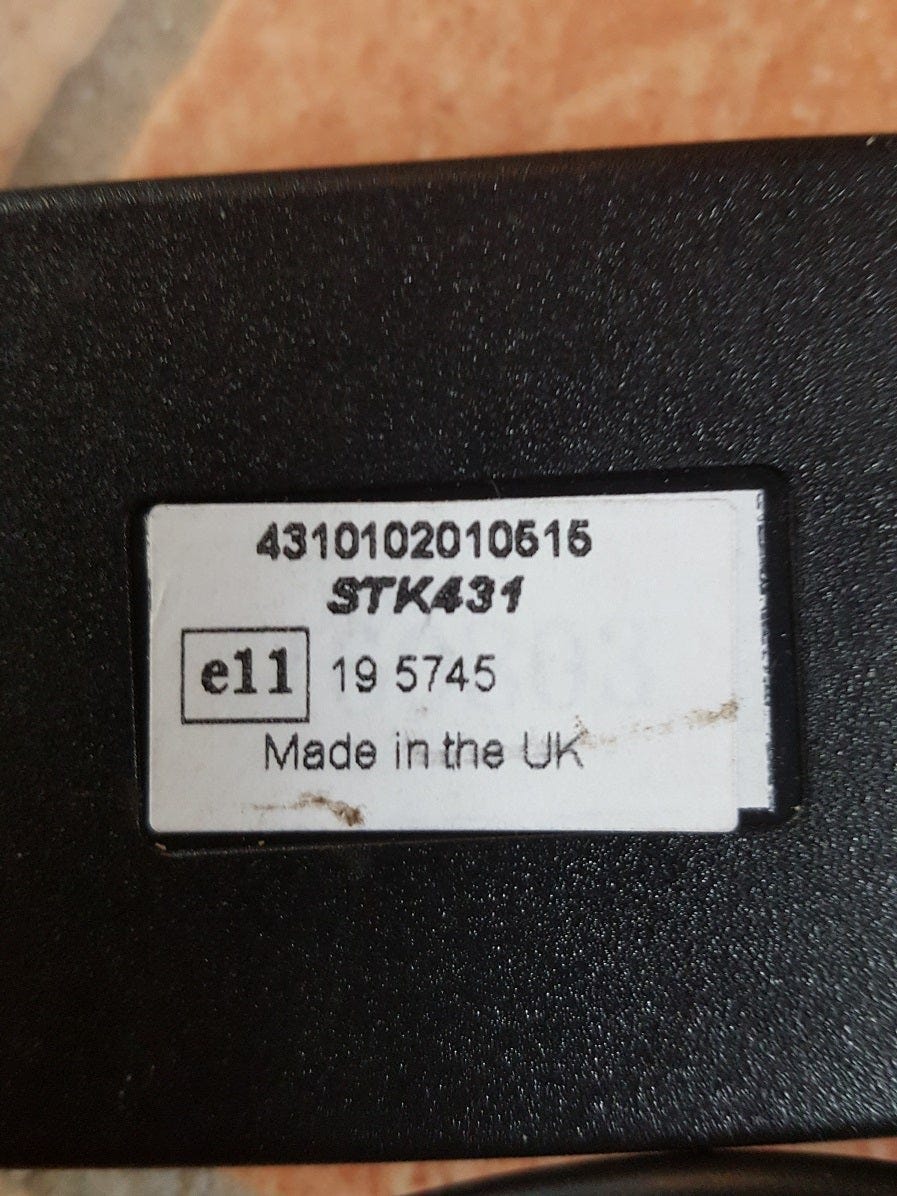 4310102010515
STK431
e11 19 5745
Made in the UK